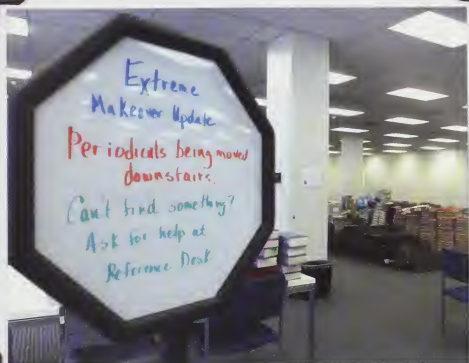 Extreme
Makeover Update
Periodicals being moved
downstairs.
Can't find something?
Ask for help at
Reference Desk